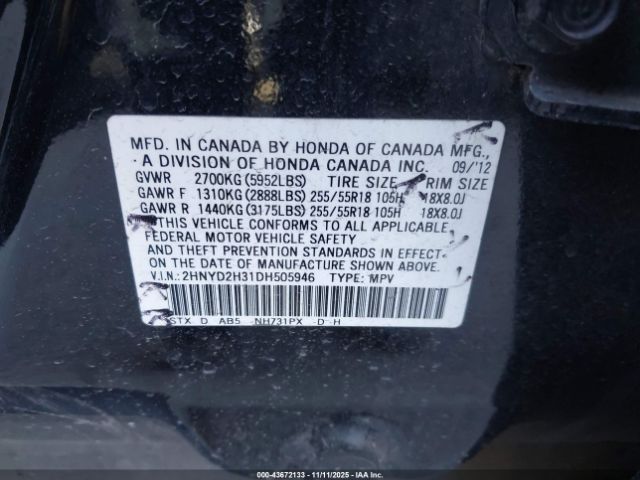 MFD. IN CANADA BY HONDA OF CANADA MFG.,
A DIVISION OF HONDA CANADA INC. 09/'12
GVWR 2700KG(5952LBS) TIRE SIZE RIM SIZE
GAWR F 1310KG(2888LBS) 255/55R18 105H 18X8.0J
GAWR R 1440KG(3175LBS) 255/55R18 105H 18X8.0J
THIS VEHICLE CONFORMS TO ALL APPLICABLE
FEDERAL MOTOR VEHICLE SAFETY
AND THEFT PREVENTION STANDARDS IN EFFECT
ON THE DATE OF MANUFACTURE SHOWN ABOVE.
V.I.N.: 2HNYD2H31DH505946 TYPE: MPV
STX D AB5 NH731PX D H
000-43672133 - 11/11/2025 - IAAI.COM